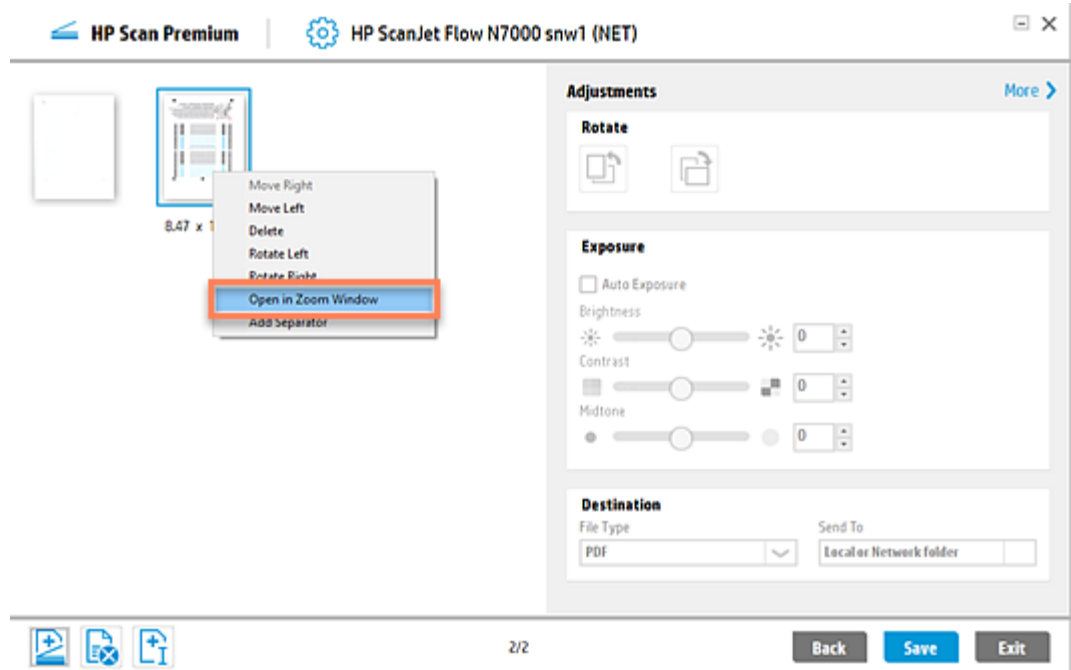 HP Scan Premium
HP ScanJet Flow N7000 snw1 (NET)
Adjustments
More
Rotate
Move Right
Move Left
Delete
Rotate Left
Rotate Right
Open in Zoom Window
Add Separator
8.47 x
Exposure
Auto Exposure
Brightness
0
Contrast
0
Midtone
0
Destination
File Type
Send To
PDF
Local or Network folder
2/2
Back
Save
Exit